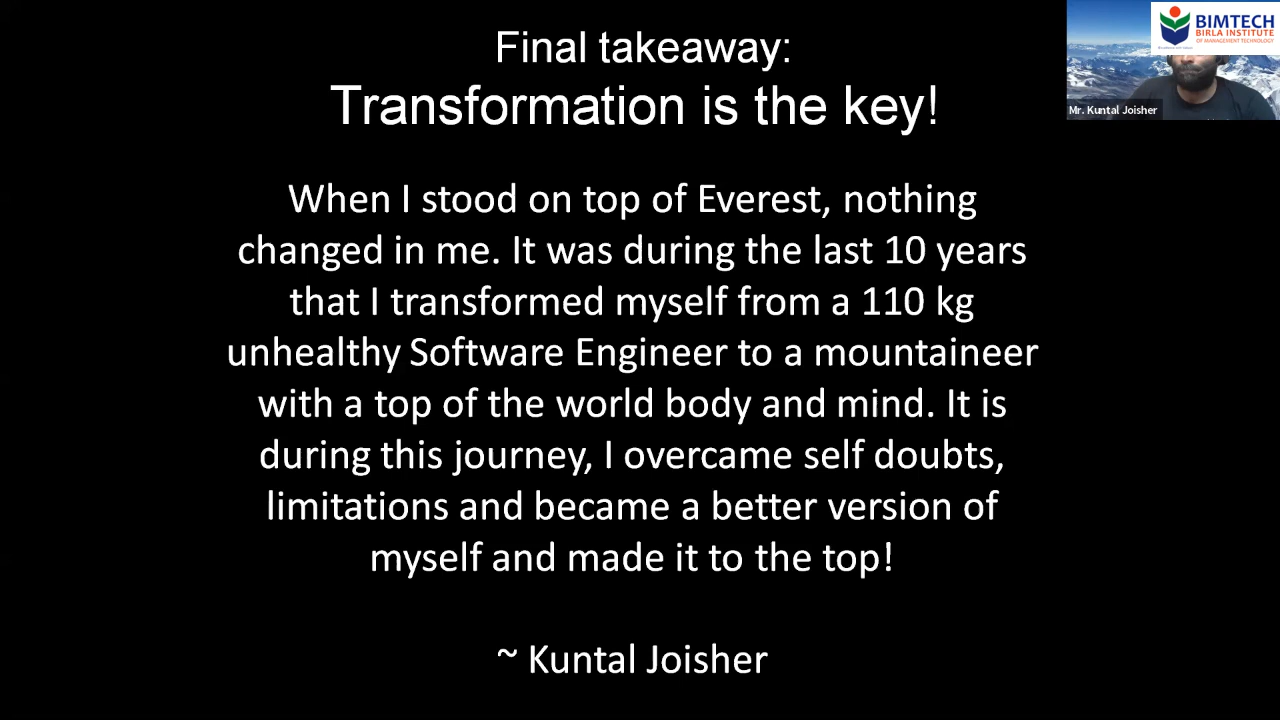 Final takeaway:
Transformation is the key!
When I stood on top of Everest, nothing
changed in me. It was during the last 10 years
that I transformed myself from a 110 kg
unhealthy Software Engineer to a mountaineer
with a top of the world body and mind. It is
during this journey, I overcame self doubts,
limitations and became a better version of
myself and made it to the top!
~ Kuntal Joisher
BIMTECH
BIRLA INSTITUTE
OF MANAGEMENT TECHNOLOGY
Mr. Kuntal Joisher